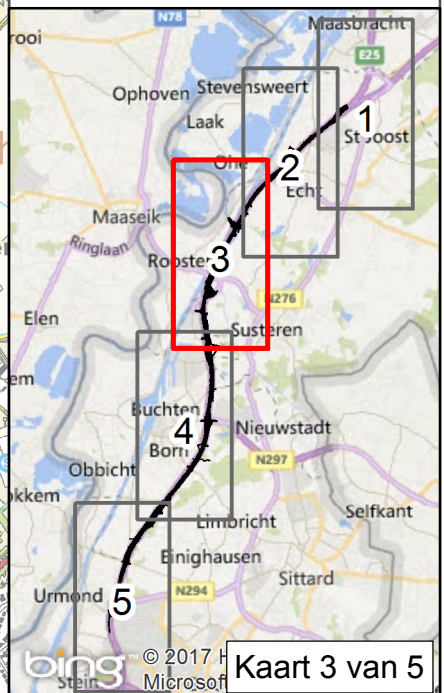 N78
Maasbracht
rooi
E25
Ophoven
Stevensweert
Laak
1
St Joost
2
Ohe
Echt
Maaseik
Ringlaan
3
Rooster
N276
Elen
Susteren
em
Buchten
4
Nieuwstadt
Born
N297
Obbicht
okkem
Selfkant
Limbricht
Einighausen
Sittard
N294
Urmond
5
bing™ © 2017 H
Kaart 3 van 5
Stein
Microsof